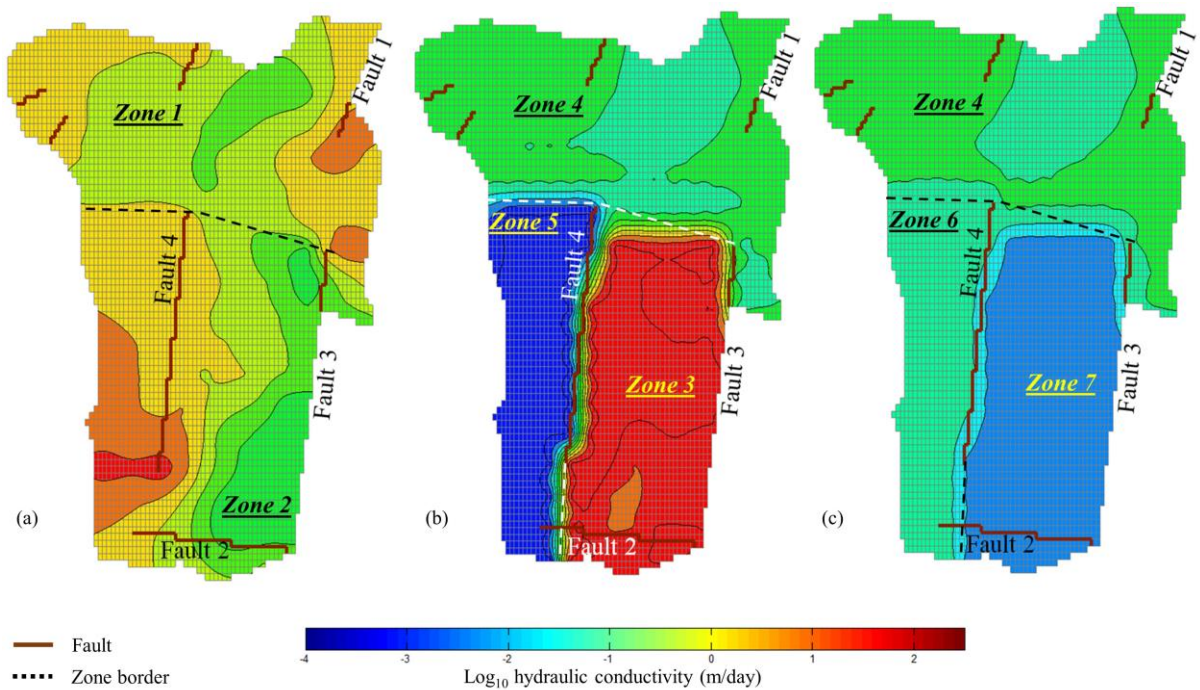 Zone 1
Fault 1
Fault 4
Fault 3
Zone 2
(a)
Fault 2
Zone 4
Fault 1
Zone 5
Fault 4
Fault 3
Zone 3
(b)
Fault 2
Zone 4
Fault 1
Zone 6
Fault 4
Fault 3
Zone 7
(c)
Fault 2
Fault
Zone border
-4 -3 -2 -1 0 1 2
Log10 hydraulic conductivity (m/day)